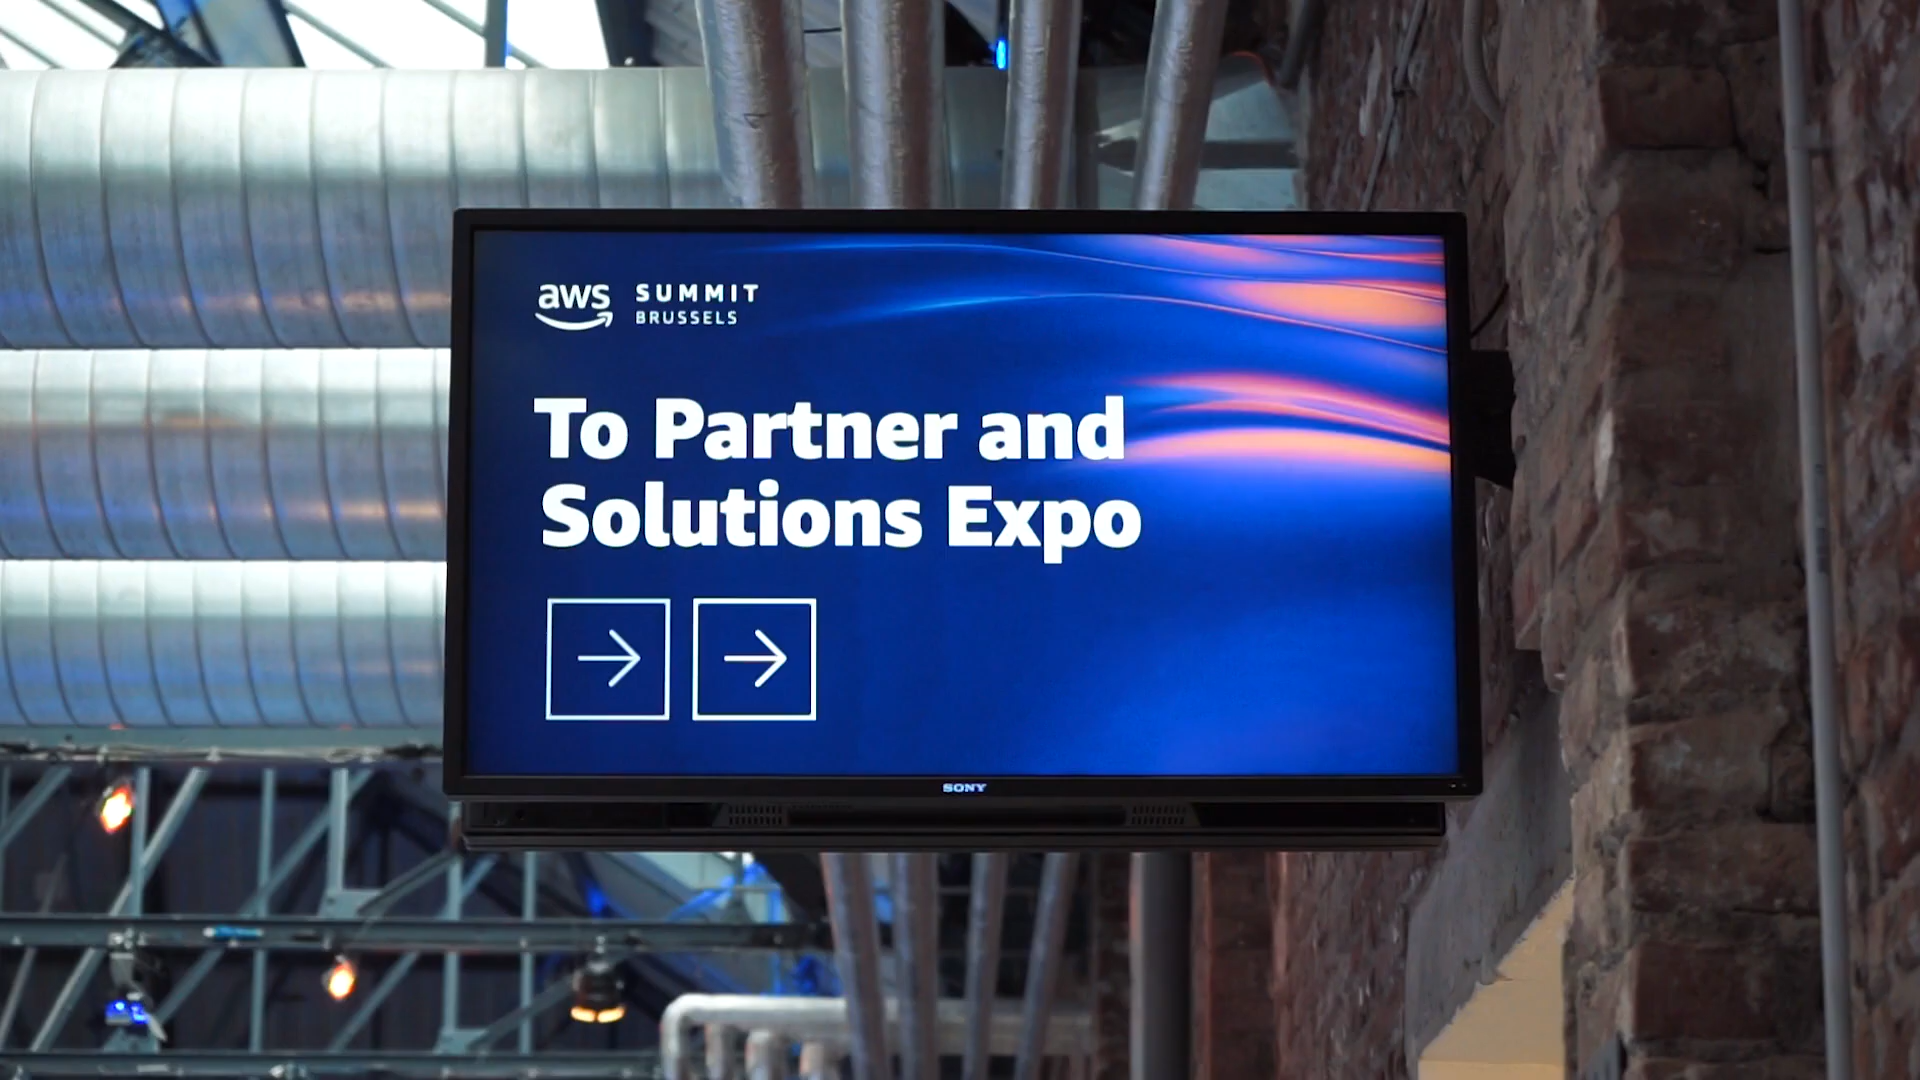 aws SUMMIT
BRUSSELS
To Partner and
Solutions Expo
SONY